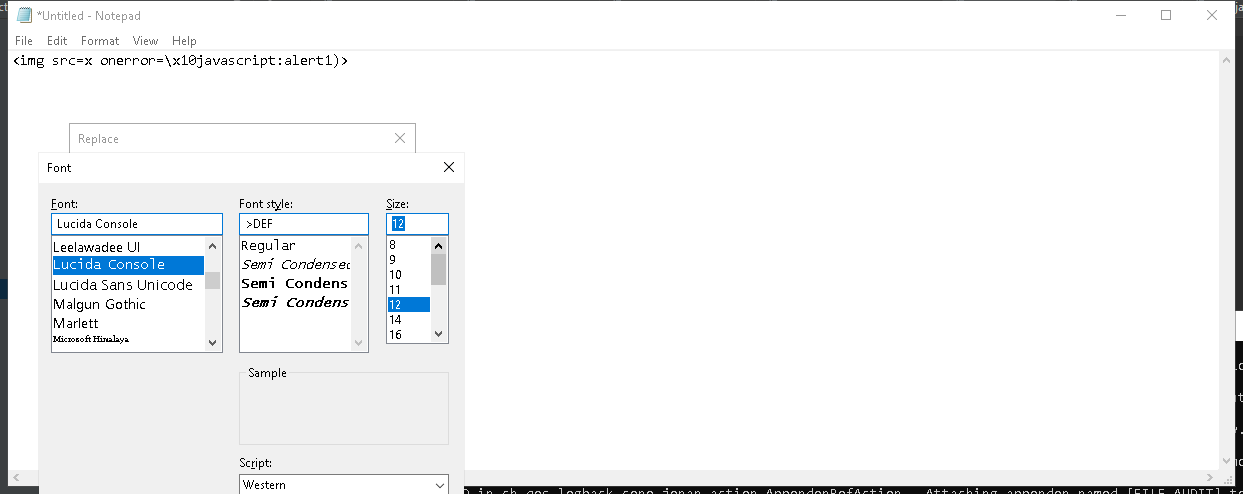 *Untitled - Notepad
File Edit Format View Help
<img src=x onerror=\x10javascript:alert1)>
Replace
Font
Font: Font style: Size:
Lucida Console >DEF 12
Leelawadee UI Regular 8
Lucida Console Semi Condensed 9
Lucida Sans Unicode Semi Condens 10
Malgun Gothic Semi Condens 11
Marlett 12
Microsoft Himalaya 14
16
Sample
Script:
Western
in ch.qos.logback.core.joran.action.AppenderRefAction - Attaching appender named [FILE_AUDIT] t